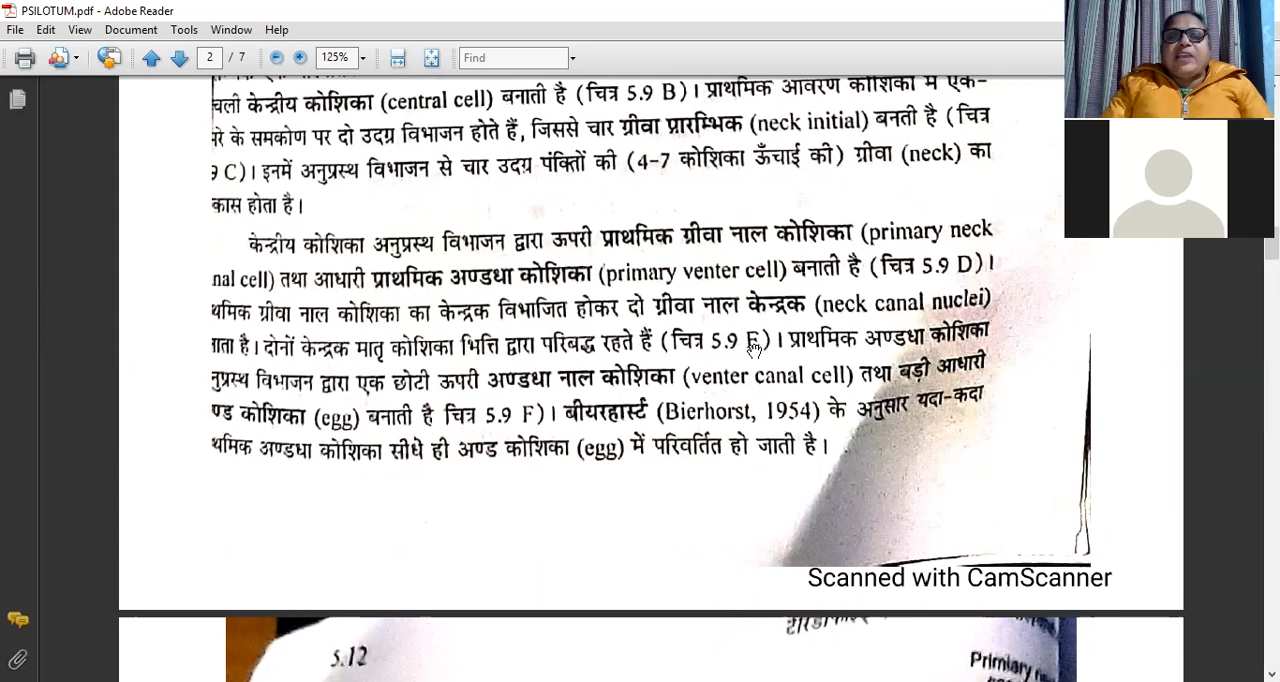 PSILOTUM.pdf - Adobe Reader
File Edit View Document Tools Window Help
2 / 7 125% Find
चली केन्द्रीय कोशिका (central cell) बनाती है (चित्र 5.9 B)। प्राथमिक आवरण कोशिका में एक-
रे के समकोण पर दो उदग्र विभाजन होते हैं, जिससे चार ग्रीवा प्रारम्भिक (neck initial) बनती है (चित्र
9 C)। इनमें अनुप्रस्थ विभाजन से चार उदग्र पंक्तियों की (4-7 कोशिका ऊँचाई की) ग्रीवा (neck) का
कास होता है।
केन्द्रीय कोशिका अनुप्रस्थ विभाजन द्वारा ऊपरी प्राथमिक ग्रीवा नाल कोशिका (primary neck
nal cell) तथा आधारी प्राथमिक अण्डधा कोशिका (primary venter cell) बनाती है (चित्र 5.9 D)।
थमिक ग्रीवा नाल कोशिका का केन्द्रक विभाजित होकर दो ग्रीवा नाल केन्द्रक (neck canal nuclei)
नाता है। दोनों केन्द्रक मातृ कोशिका भित्ति द्वारा परिबद्ध रहते हैं (चित्र 5.9 E)। प्राथमिक अण्डधा कोशिका
नुप्रस्थ विभाजन द्वारा एक छोटी ऊपरी अण्डधा नाल कोशिका (venter canal cell) तथा बड़ी आधारी
ण्ड कोशिका (egg) बनाती है चित्र 5.9 F)। बीयरहार्स्ट (Bierhorst, 1954) के अनुसार यदा-कदा
थमिक अण्डधा कोशिका सीधे ही अण्ड कोशिका (egg) में परिवर्तित हो जाती है।
Scanned with CamScanner
5.12
Primiary